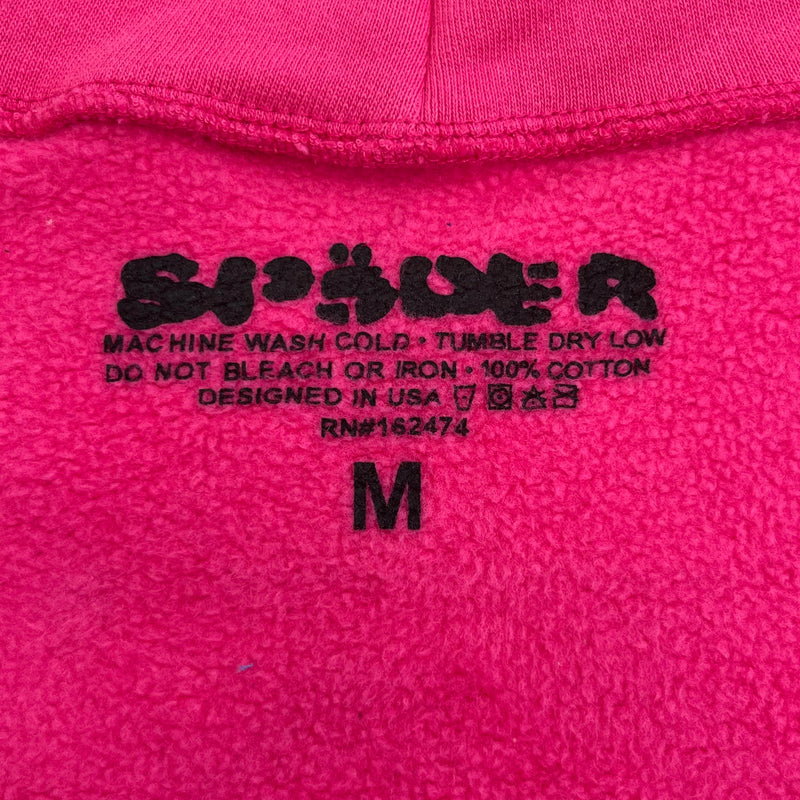 SP5DER
MACHINE WASH COLD • TUMBLE DRY LOW
DO NOT BLEACH OR IRON • 100% COTTON
DESIGNED IN USA
RN#162474
M